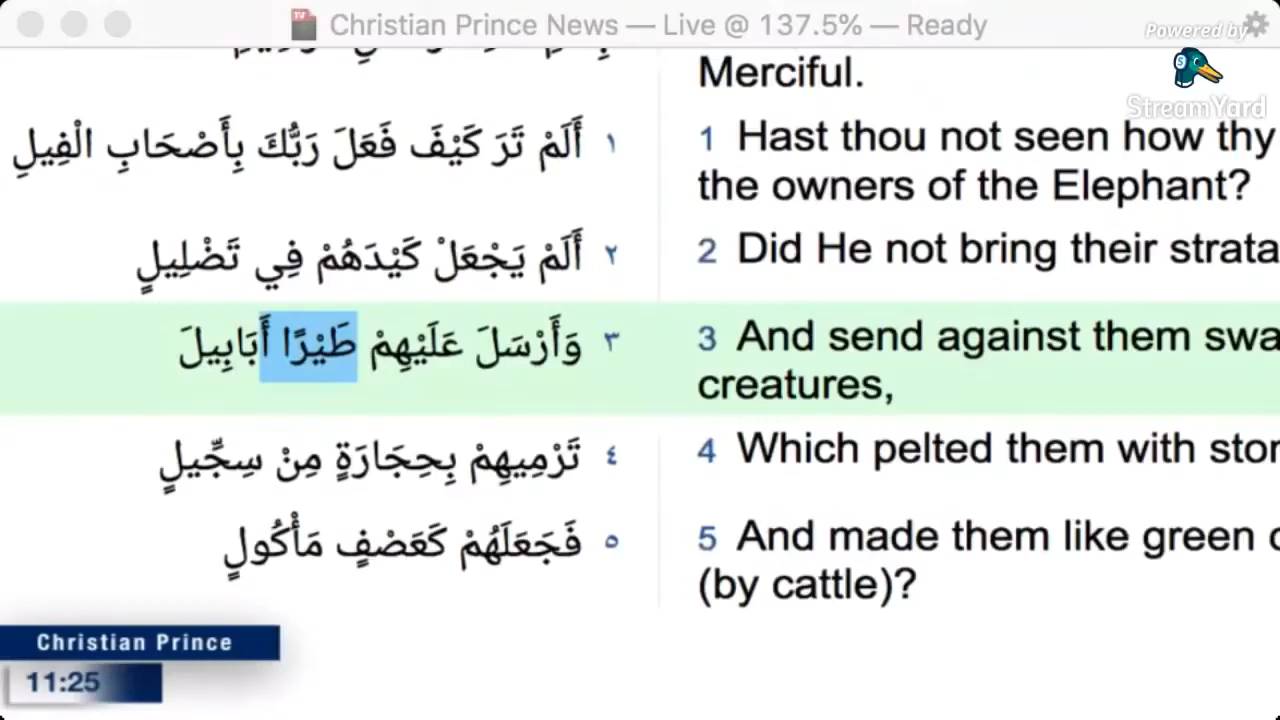 Christian Prince News — Live @ 137.5% — Ready
Powered by
StreamYard
Merciful.
أَلَمْ تَرَ كَيْفَ فَعَلَ رَبُّكَ بِأَصْحَابِ الْفِيلِ ١
1 Hast thou not seen how thy
the owners of the Elephant?
أَلَمْ يَجْعَلْ كَيْدَهُمْ فِي تَضْلِيلٍ ٢
2 Did He not bring their strata
وَأَرْسَلَ عَلَيْهِمْ طَيْرًا أَبَابِيلَ ٣
3 And send against them swa
creatures,
تَرْمِيهِمْ بِحِجَارَةٍ مِنْ سِجِّيلٍ ٤
4 Which pelted them with ston
فَجَعَلَهُمْ كَعَصْفٍ مَأْكُولٍ ٥
5 And made them like green
(by cattle)?
Christian Prince
11:25